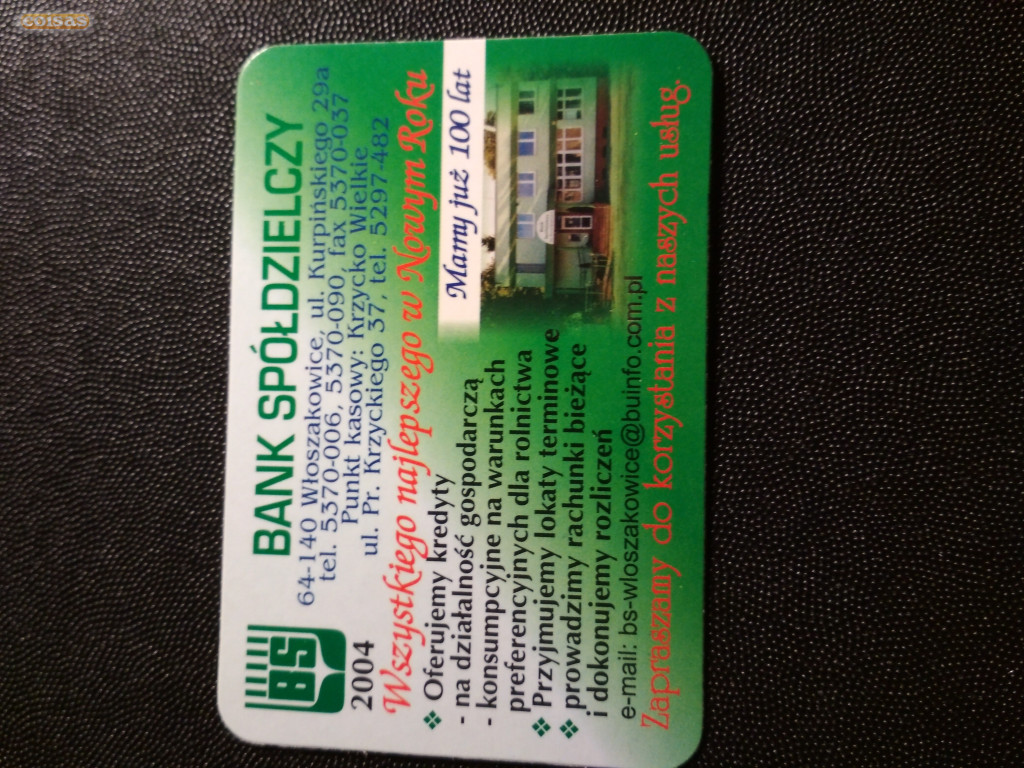 coisas
BS
2004
BANK SPÓŁDZIELCZY
64-140 Włoszakowice, ul. Kurpińskiego 29a
tel. 5370-006, 5370-090, fax 5370-037
Punkt kasowy: Krzycko Wielkie
ul. Pr. Krzyckiego 37, tel. 5297-482
Wszystkiego najlepszego w Nowym Roku
Mamy już 100 lat
❖ Oferujemy kredyty
- na działalność gospodarczą
- konsumpcyjne na warunkach
preferencyjnych dla rolnictwa
❖ Przyjmujemy lokaty terminowe
❖ prowadzimy rachunki bieżące
i dokonujemy rozliczeń
e-mail: bs-wloszakowice@buinfo.com.pl
Zapraszamy do korzystania z naszych usług.